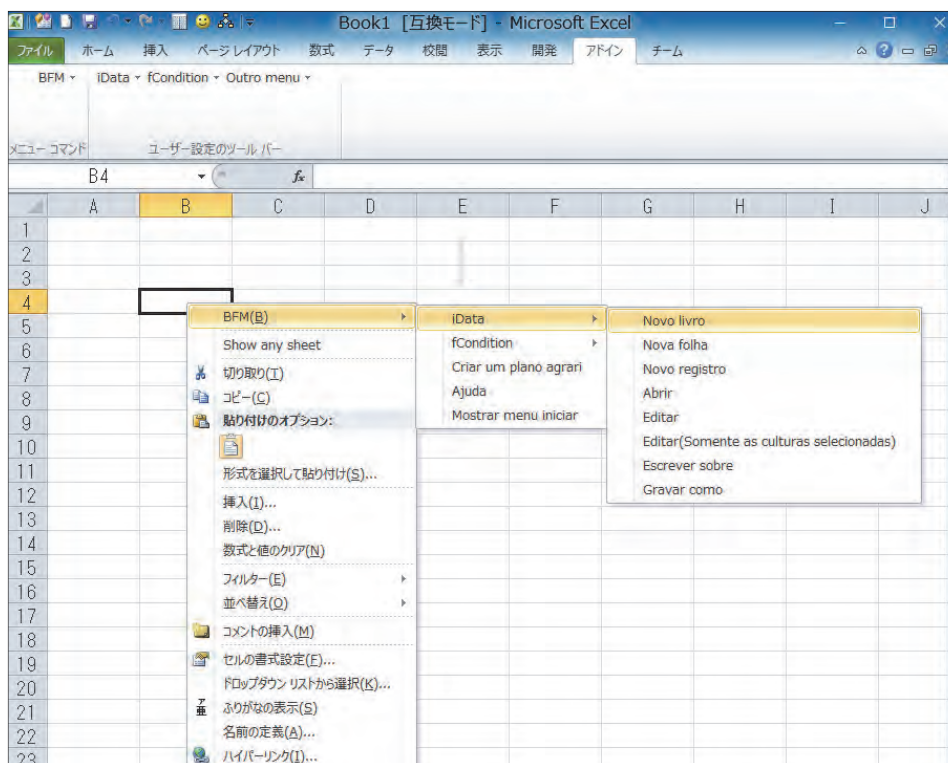 Book1 [互換モード] - Microsoft Excel
ファイル ホーム 挿入 ページ レイアウト 数式 データ 校閲 表示 開発 アドイン チーム
BFM iData fCondition Outro menu
メニュー コマンド ユーザー設定のツール バー
B4 fx
A B C D E F G H I J
1
2
3
4
5
6
7
8
9
10
11
12
13
14
15
16
17
18
19
20
21
22
23
BFM(B)
Show any sheet
切り取り(T)
コピー(C)
貼り付けのオプション:
形式を選択して貼り付け(S)...
挿入(I)...
削除(D)...
数式と値のクリア(N)
フィルター(E)
並べ替え(O)
コメントの挿入(M)
セルの書式設定(F)...
ドロップダウン リストから選択(K)...
ふりがなの表示(S)
名前の定義(A)...
ハイパーリンク(I)...
iData
fCondition
Criar um plano agrari
Ajuda
Mostrar menu iniciar
Novo livro
Nova folha
Novo registro
Abrir
Editar
Editar(Somente as culturas selecionadas)
Escrever sobre
Gravar como